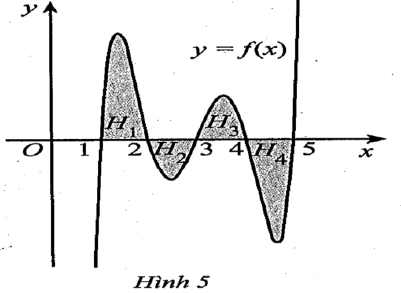 y
y = f(x)
H₁
H₂
H₃
H₄
O 1 2 3 4 5 x
Hình 5